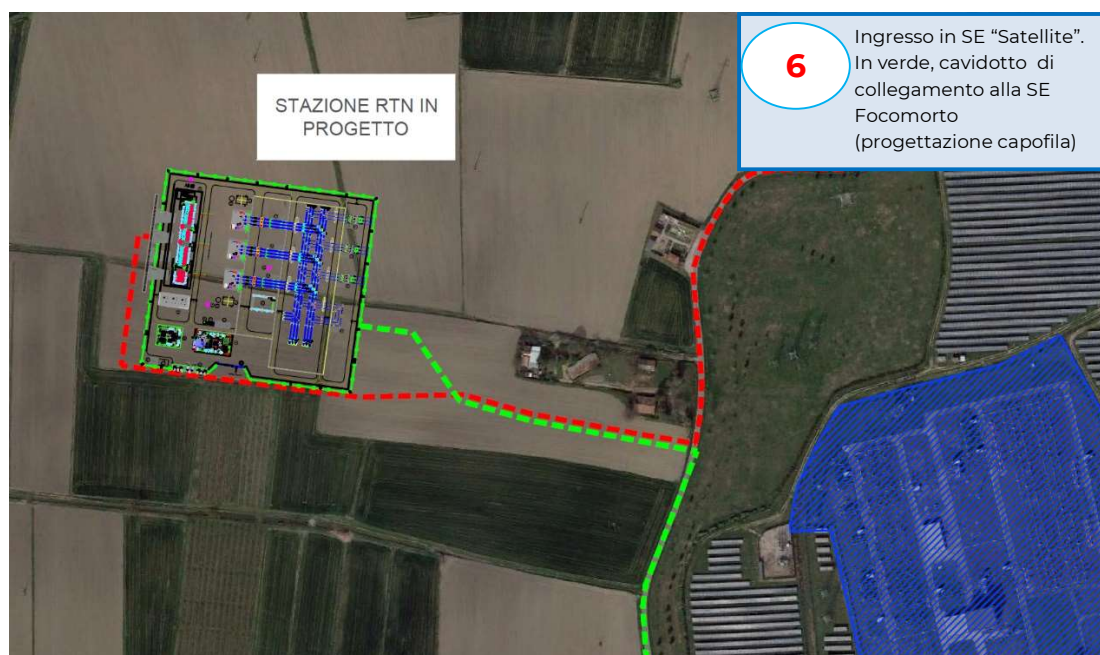 STAZIONE RTN IN
PROGETTO
6
Ingresso in SE “Satellite”.
In verde, cavidotto di
collegamento alla SE
Focomorto
(progettazione capofila)